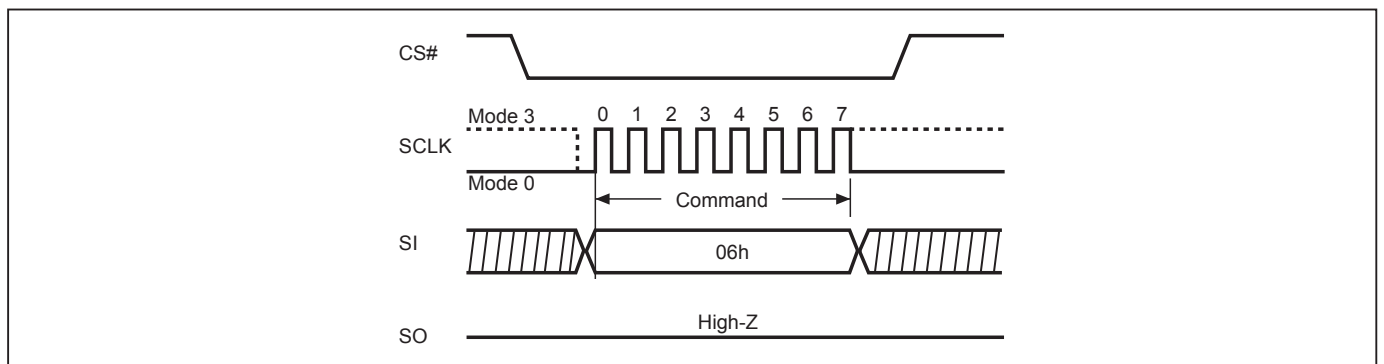 CS#
Mode 3
0 1 2 3 4 5 6 7
SCLK
Mode 0
Command
SI
06h
High-Z
SO